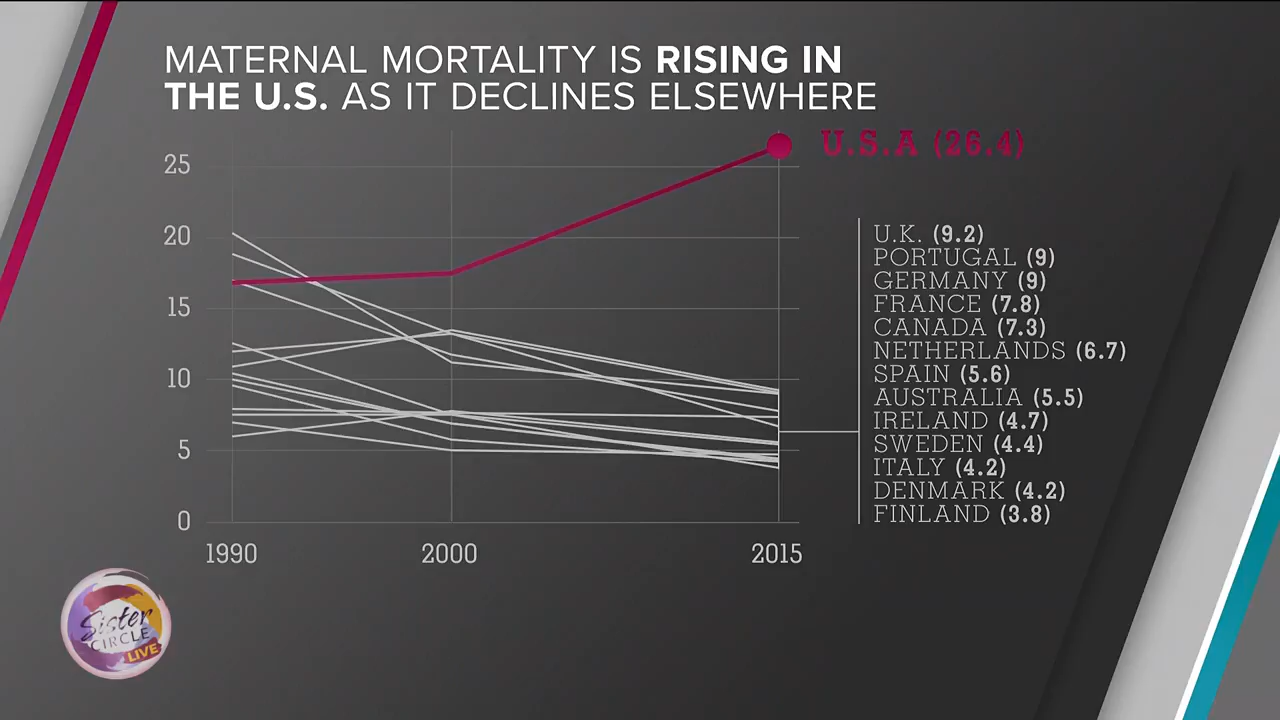 MATERNAL MORTALITY IS RISING IN
THE U.S. AS IT DECLINES ELSEWHERE
U.S.A (26.4)
25
20
15
10
5
0
1990
2000
2015
U.K. (9.2)
PORTUGAL (9)
GERMANY (9)
FRANCE (7.8)
CANADA (7.3)
NETHERLANDS (6.7)
SPAIN (5.6)
AUSTRALIA (5.5)
IRELAND (4.7)
SWEDEN (4.4)
ITALY (4.2)
DENMARK (4.2)
FINLAND (3.8)
Sister
CIRCLE
LIVE